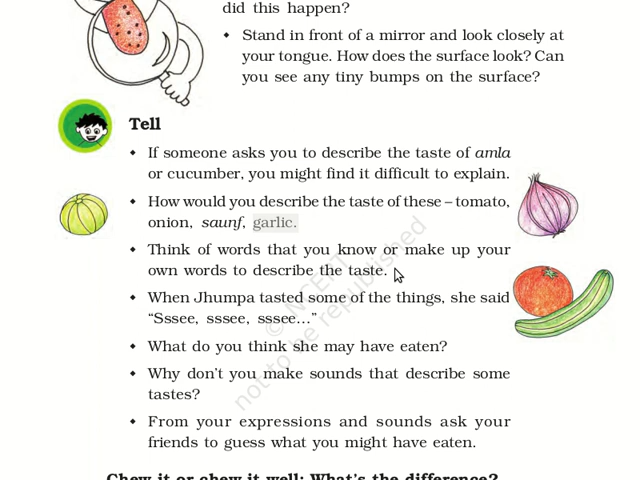 did this happen?
• Stand in front of a mirror and look closely at
your tongue. How does the surface look? Can
you see any tiny bumps on the surface?
Tell
• If someone asks you to describe the taste of amla
or cucumber, you might find it difficult to explain.
• How would you describe the taste of these – tomato,
onion, saunf, garlic.
• Think of words that you know or make up your
own words to describe the taste.
• When Jhumpa tasted some of the things, she said
“Sssee, sssee, sssee...”
• What do you think she may have eaten?
• Why don’t you make sounds that describe some
tastes?
• From your expressions and sounds ask your
friends to guess what you might have eaten.
Chew it or chew it well: What’s the difference?
© NCERT
not to be republished